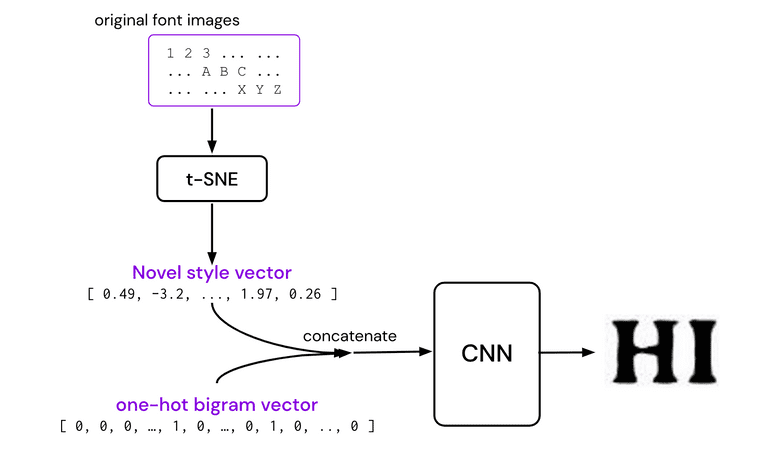 original font images
1 2 3 ... ...
... A B C ...
... ... X Y Z
t-SNE
Novel style vector
[ 0.49, -3.2, ..., 1.97, 0.26 ]
concatenate
CNN
HI
one-hot bigram vector
[ 0, 0, 0, …, 1, 0, …, 0, 1, 0, .., 0 ]